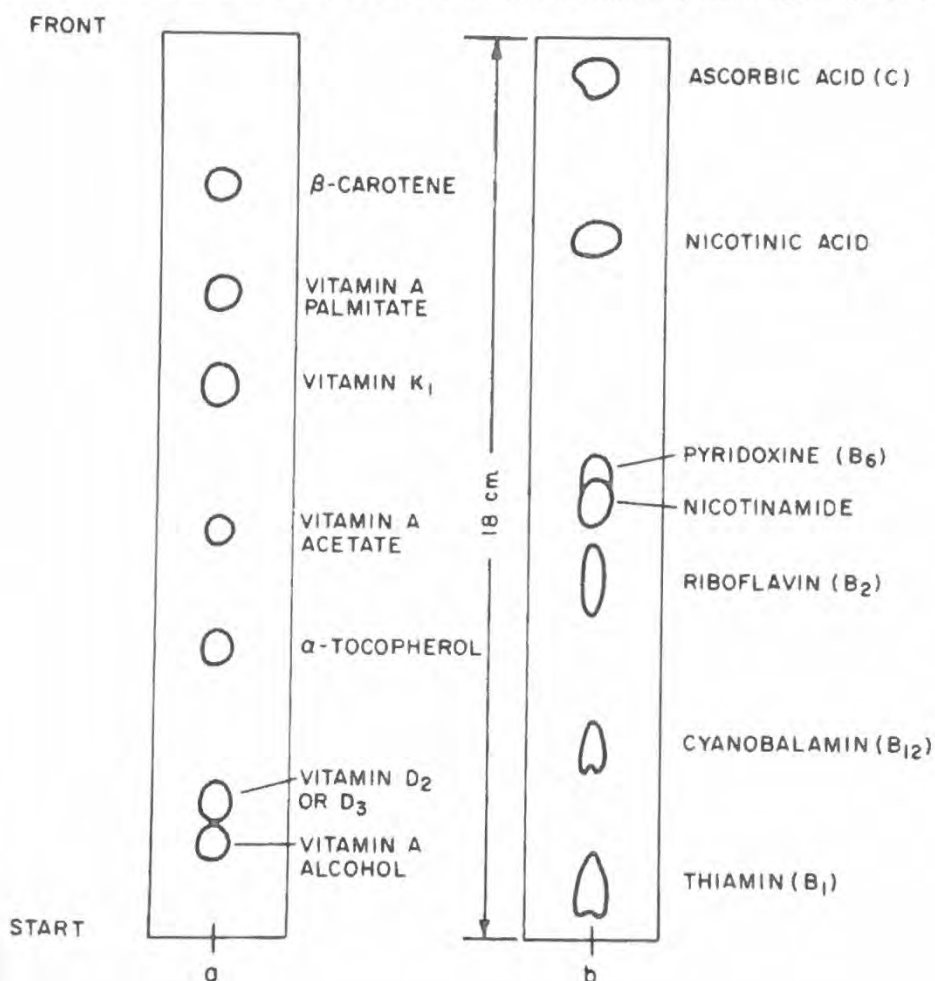 FRONT
β-CAROTENE
VITAMIN A
PALMITATE
VITAMIN K₁
VITAMIN A
ACETATE
α-TOCOPHEROL
VITAMIN D₂
OR D₃
VITAMIN A
ALCOHOL
START
a
18 cm
ASCORBIC ACID (C)
NICOTINIC ACID
PYRIDOXINE (B₆)
NICOTINAMIDE
RIBOFLAVIN (B₂)
CYANOBALAMIN (B₁₂)
THIAMIN (B₁)
b